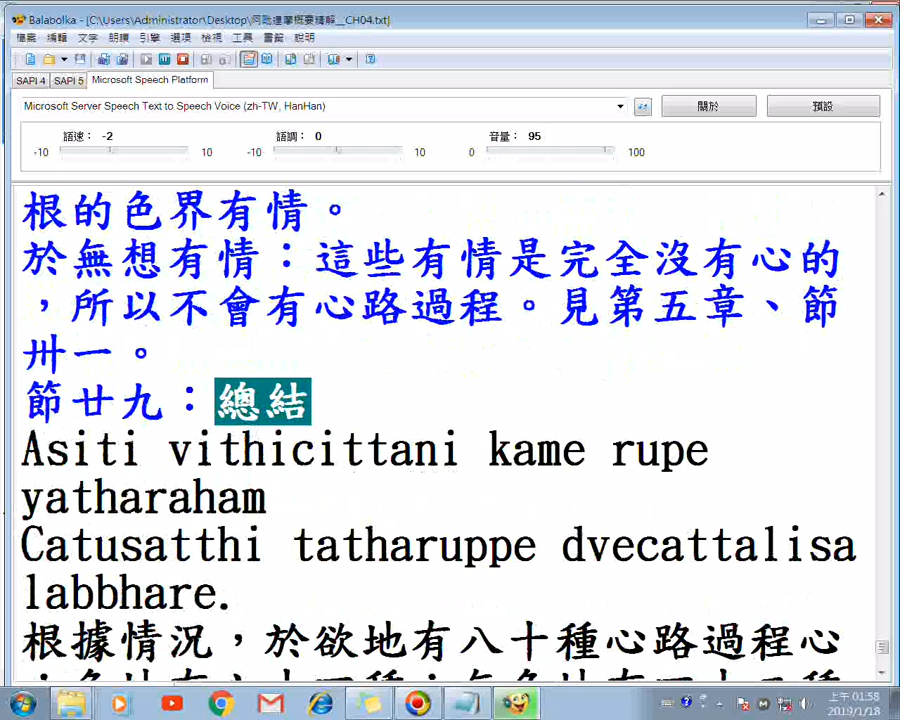 Balabolka - [C:\Users\Administrator\Desktop\阿毗達摩概要精解__CH04.txt]
檔案 編輯 文字 朗讀 引擎 選項 檢視 工具 書籤 說明
SAPI 4 SAPI 5 Microsoft Speech Platform
Microsoft Server Speech Text to Speech Voice (zh-TW, HanHan) 關於 預設
語速： -2 語調： 0 音量： 95
-10 10 -10 10 0 100
根的色界有情。
於無想有情：這些有情是完全沒有心的
，所以不會有心路過程。見第五章、節
卅一。
節廿九：總結
Asiti vithicittani kame rupe
yatharaham
Catusatthi tatharuppe dvecattalisa
labbhare.
根據情況，於欲地有八十種心路過程心
上午 01:58
2019/1/18